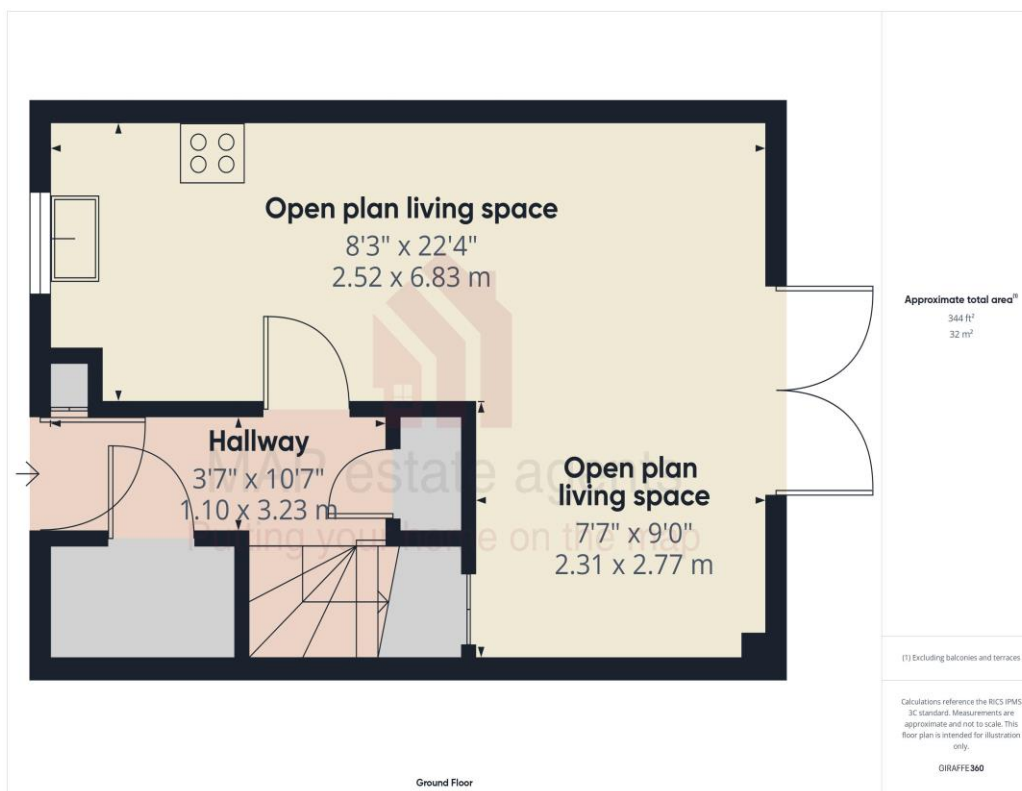 Open plan living space
8'3" x 22'4"
2.52 x 6.83 m
Hallway
3'7" x 10'7"
1.10 x 3.23 m
Open plan
living space
7'7" x 9'0"
2.31 x 2.77 m
MAP estate agents
Putting your home on the map
Ground Floor
Approximate total area(1)
344 ft²
32 m²
(1) Excluding balconies and terraces
Calculations reference the RICS IPMS
3C standard. Measurements are
approximate and not to scale. This
floor plan is intended for illustration
only.
GIRAFFE360